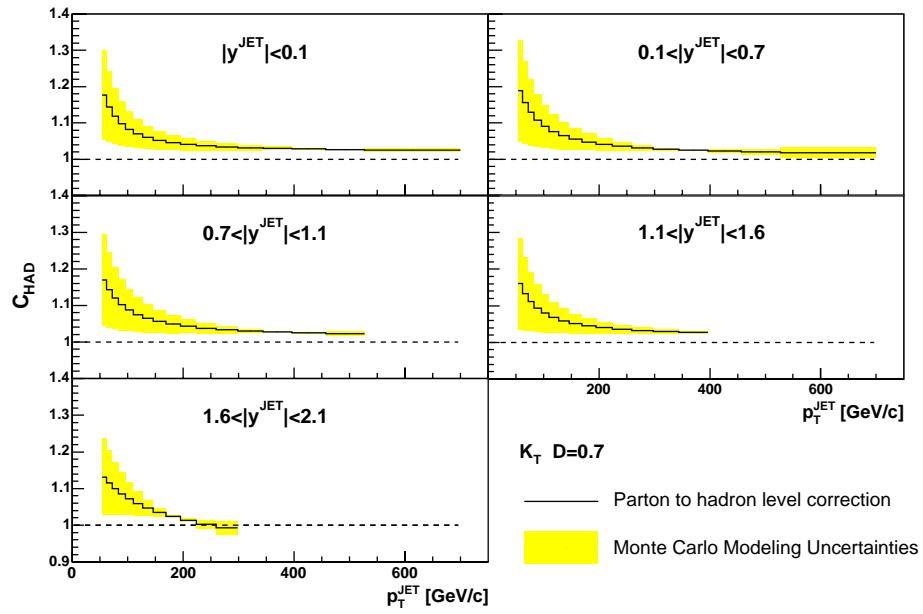 1.4
1.3
1.2
1.1
1
1.4
|y^JET|<0.1
0.1<|y^JET|<0.7
1.3
1.2
1.1
1
1.4
0.7<|y^JET|<1.1
1.1<|y^JET|<1.6
C_HAD
1.3
1.2
1.1
1
0.9
1.6<|y^JET|<2.1
0 200 400 600
p_T^JET [GeV/c]
200 400 600
p_T^JET [GeV/c]
K_T D=0.7
Parton to hadron level correction
Monte Carlo Modeling Uncertainties